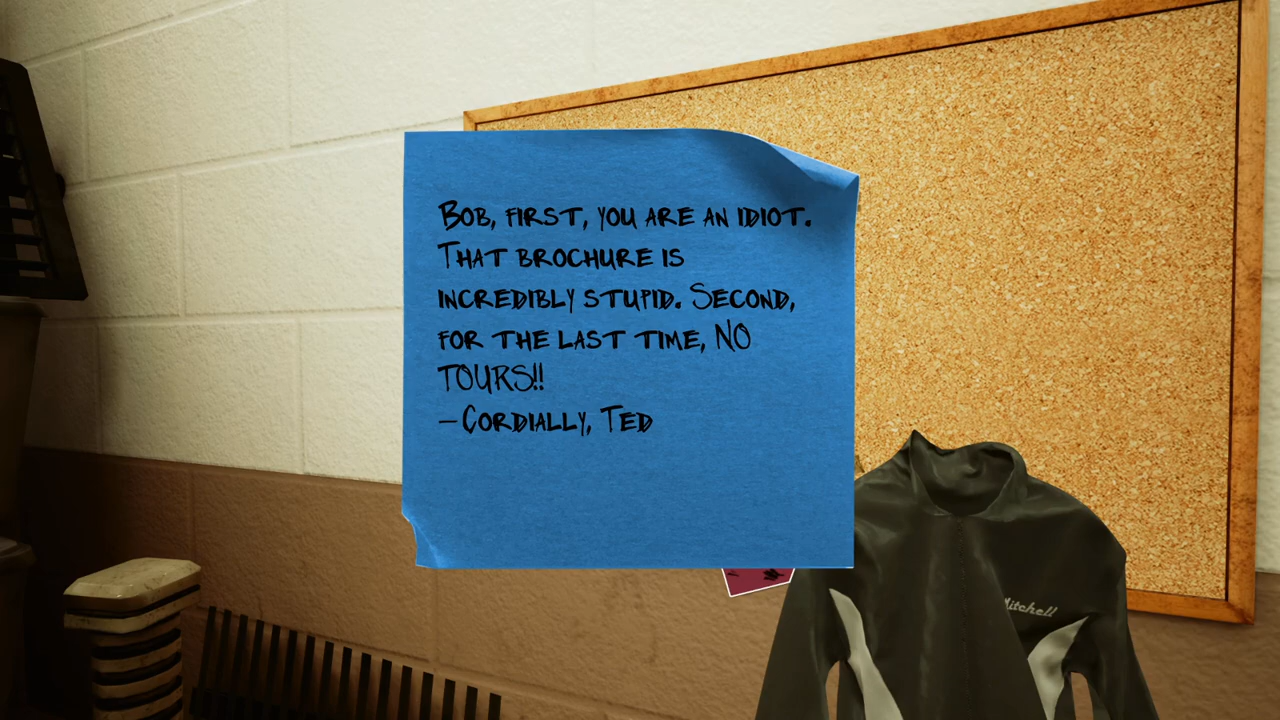 Bob, first, you are an idiot.
That brochure is
incredibly stupid. Second,
for the last time, NO
TOURS!!
—Cordially, Ted
Mitchell